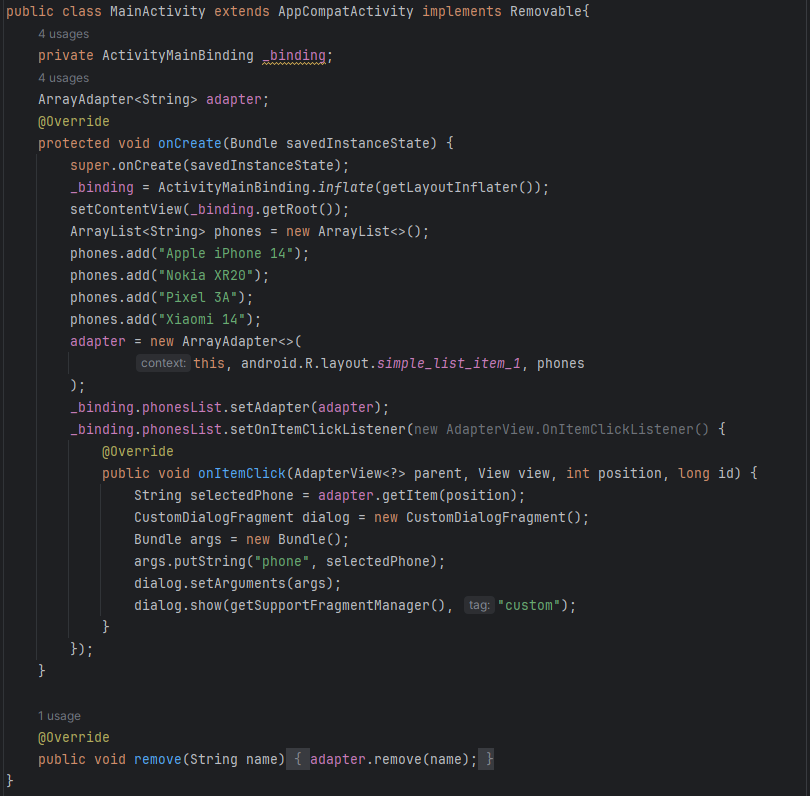 public class MainActivity extends AppCompatActivity implements Removable{
4 usages
private ActivityMainBinding _binding;
4 usages
ArrayAdapter<String> adapter;
@Override
protected void onCreate(Bundle savedInstanceState) {
super.onCreate(savedInstanceState);
_binding = ActivityMainBinding.inflate(getLayoutInflater());
setContentView(_binding.getRoot());
ArrayList<String> phones = new ArrayList<>();
phones.add("Apple iPhone 14");
phones.add("Nokia XR20");
phones.add("Pixel 3A");
phones.add("Xiaomi 14");
adapter = new ArrayAdapter<>(
context: this, android.R.layout.simple_list_item_1, phones
);
_binding.phonesList.setAdapter(adapter);
_binding.phonesList.setOnItemClickListener(new AdapterView.OnItemClickListener() {
@Override
public void onItemClick(AdapterView<?> parent, View view, int position, long id) {
String selectedPhone = adapter.getItem(position);
CustomDialogFragment dialog = new CustomDialogFragment();
Bundle args = new Bundle();
args.putString("phone", selectedPhone);
dialog.setArguments(args);
dialog.show(getSupportFragmentManager(), tag: "custom");
}
});
}
1 usage
@Override
public void remove(String name) { adapter.remove(name); }
}